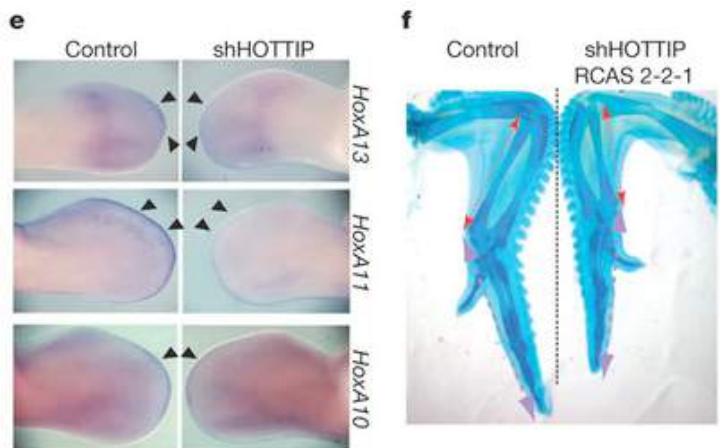 e
Control
shHOTTIP
HoxA13
HoxA11
HoxA10
f
Control
shHOTTIP
RCAS 2-2-1